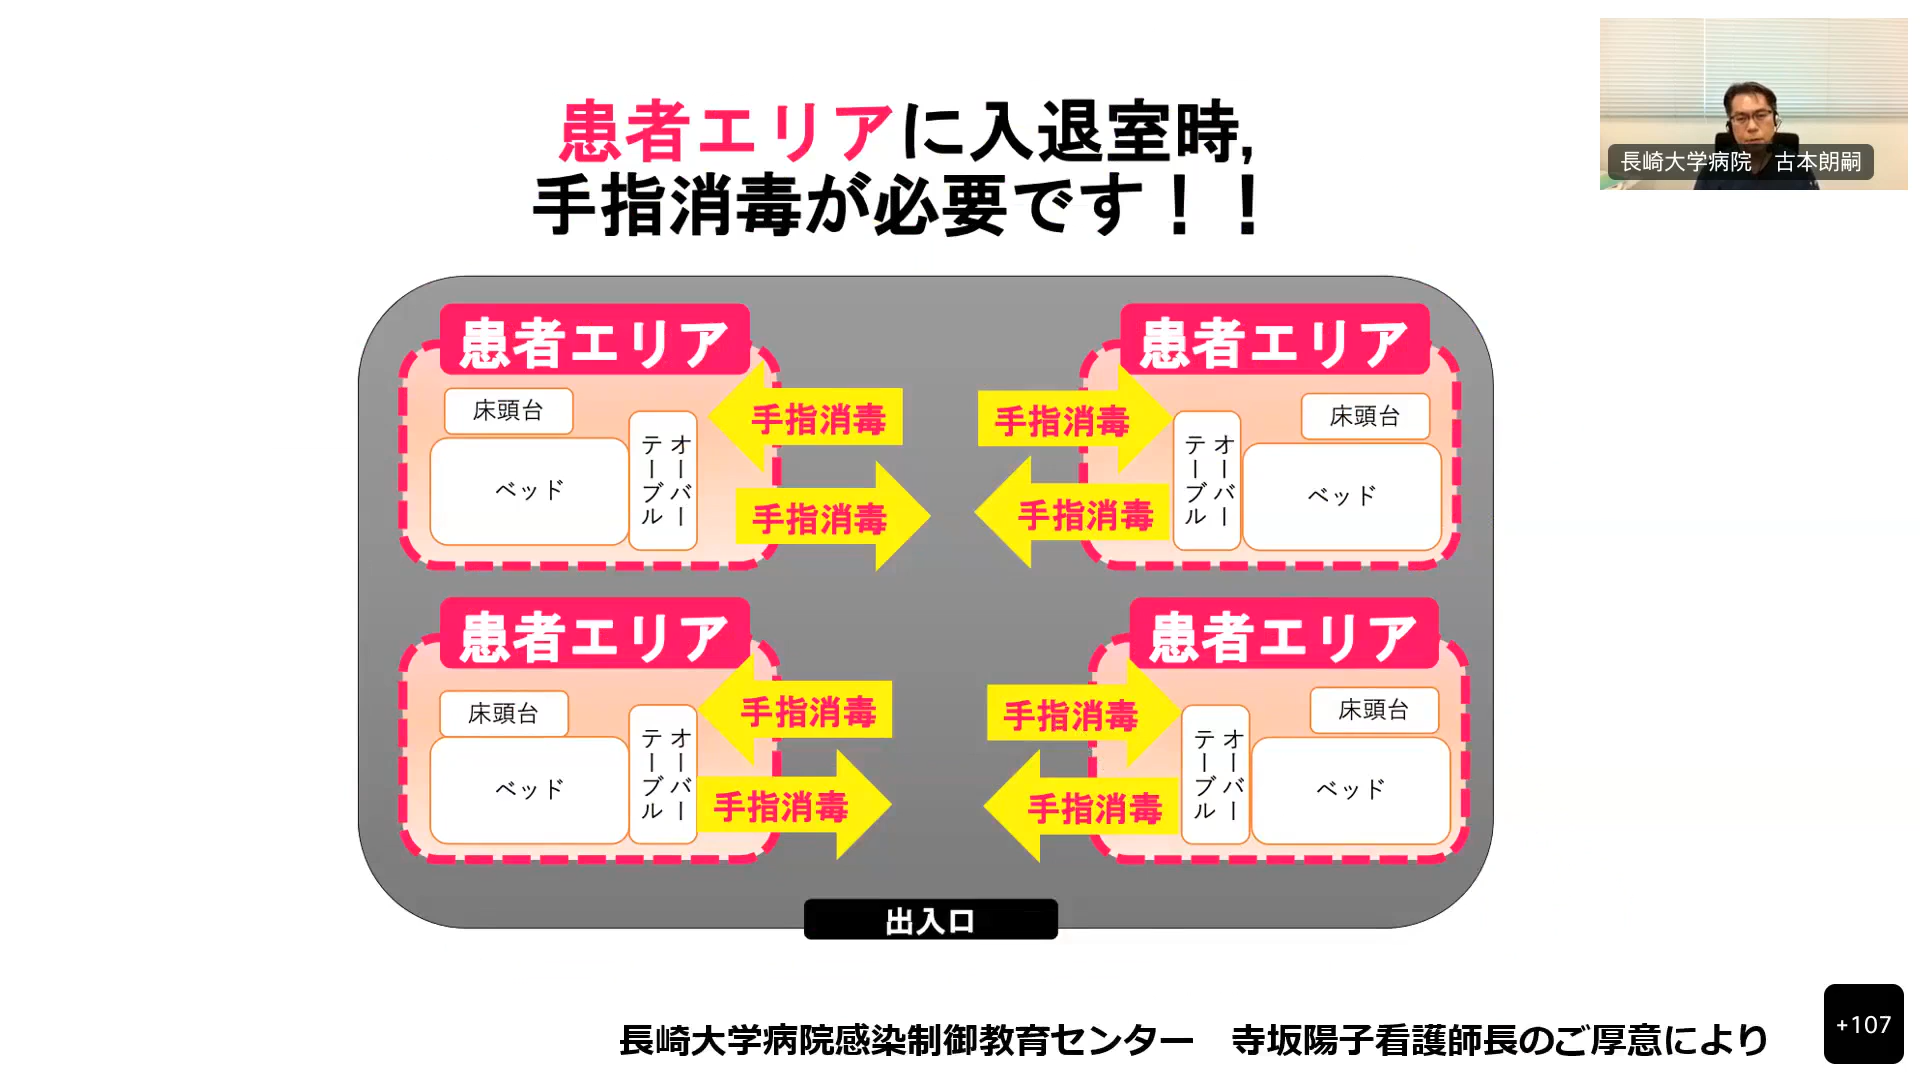 患者エリアに入退室時,
手指消毒が必要です！！
長崎大学病院　古本朗嗣
患者エリア
床頭台
ベッド
オーバー
テーブル
手指消毒
手指消毒
患者エリア
手指消毒
手指消毒
オーバー
テーブル
床頭台
ベッド
患者エリア
床頭台
ベッド
オーバー
テーブル
手指消毒
手指消毒
患者エリア
手指消毒
手指消毒
オーバー
テーブル
床頭台
ベッド
出入口
長崎大学病院感染制御教育センター　寺坂陽子看護師長のご厚意により
+107